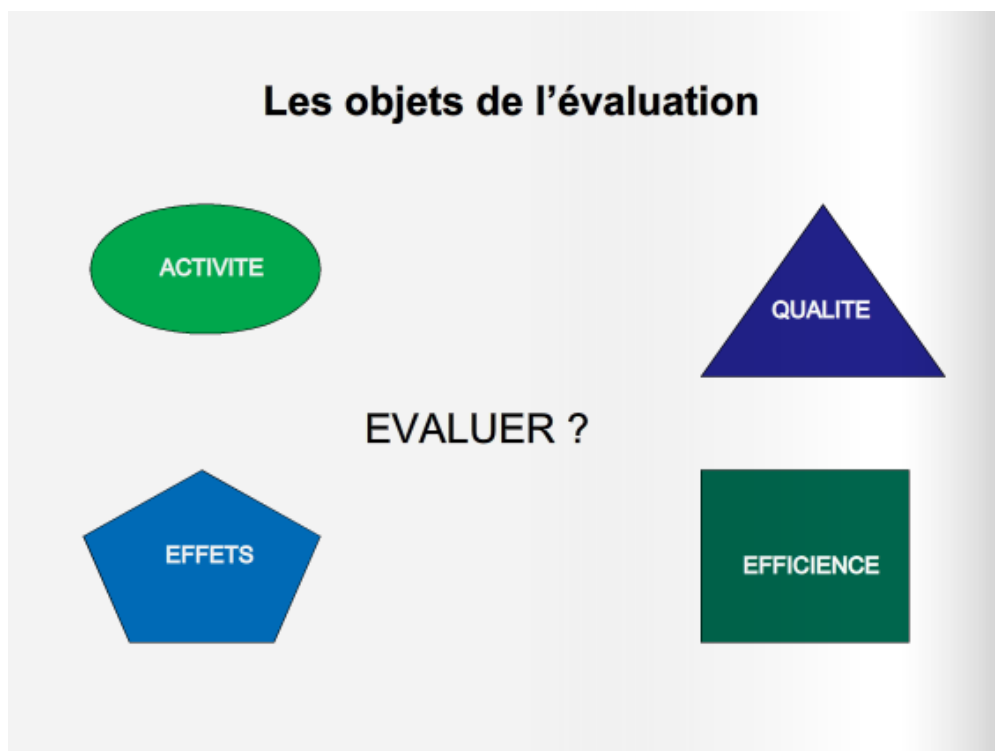 Les objets de l’évaluation
ACTIVITE
QUALITE
EVALUER ?
EFFETS
EFFICIENCE